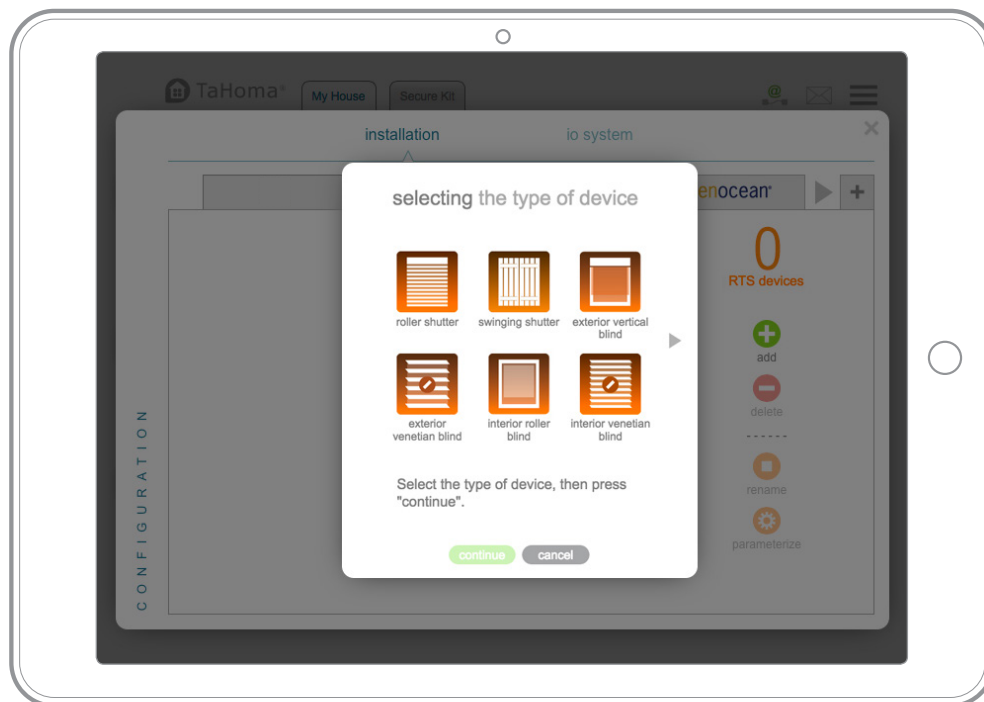 TaHoma®
My House
Secure Kit
@
installation
io system
enocean®
selecting the type of device
roller shutter
swinging shutter
exterior vertical
blind
exterior
venetian blind
interior roller
blind
interior venetian
blind
Select the type of device, then press
"continue".
continue
cancel
0
RTS devices
add
delete
rename
parameterize
CONFIGURATION